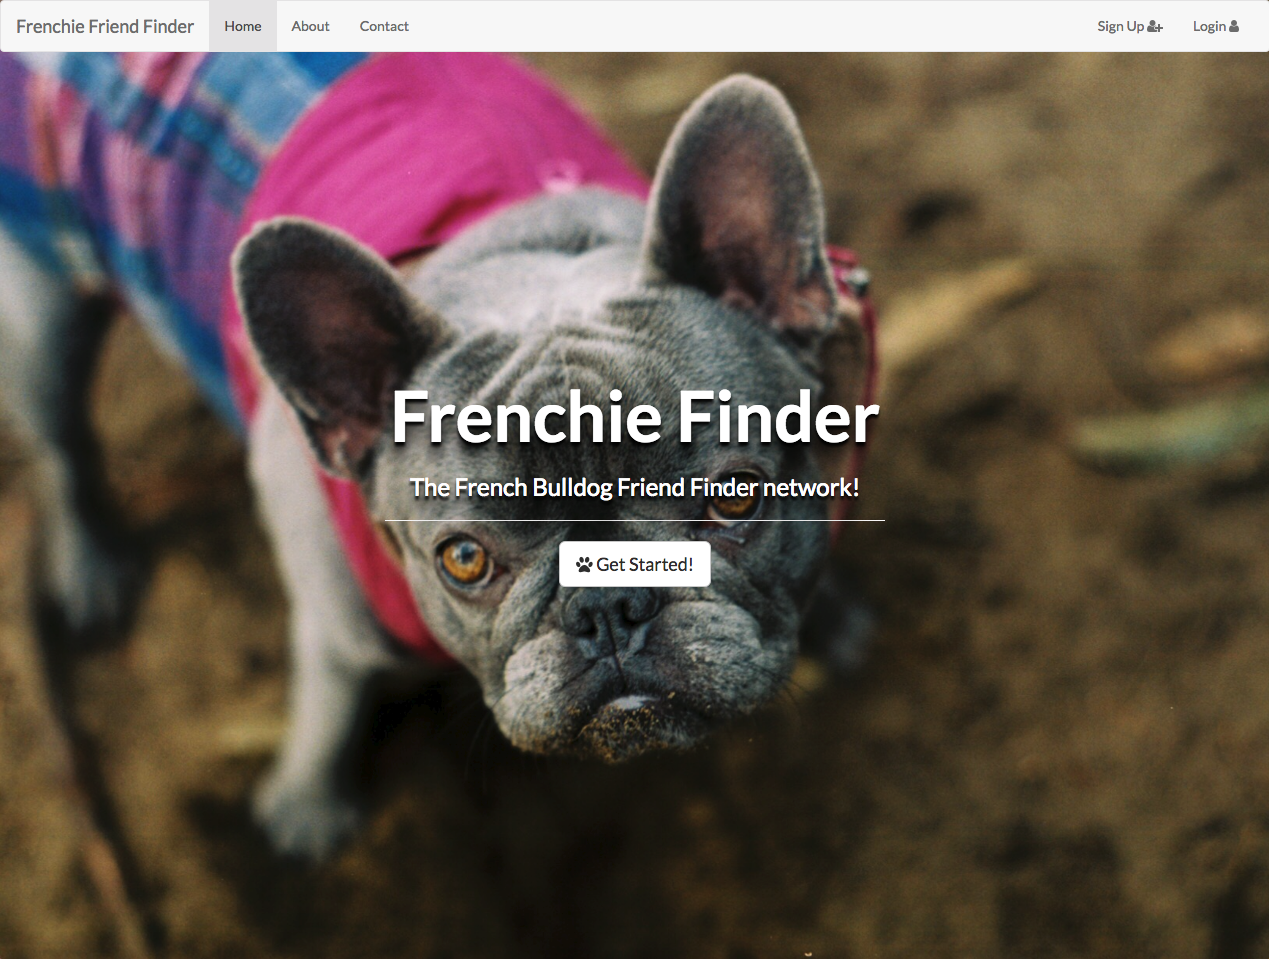 Frenchie Friend Finder Home About Contact Sign Up Login
Frenchie Finder
The French Bulldog Friend Finder network!
Get Started!